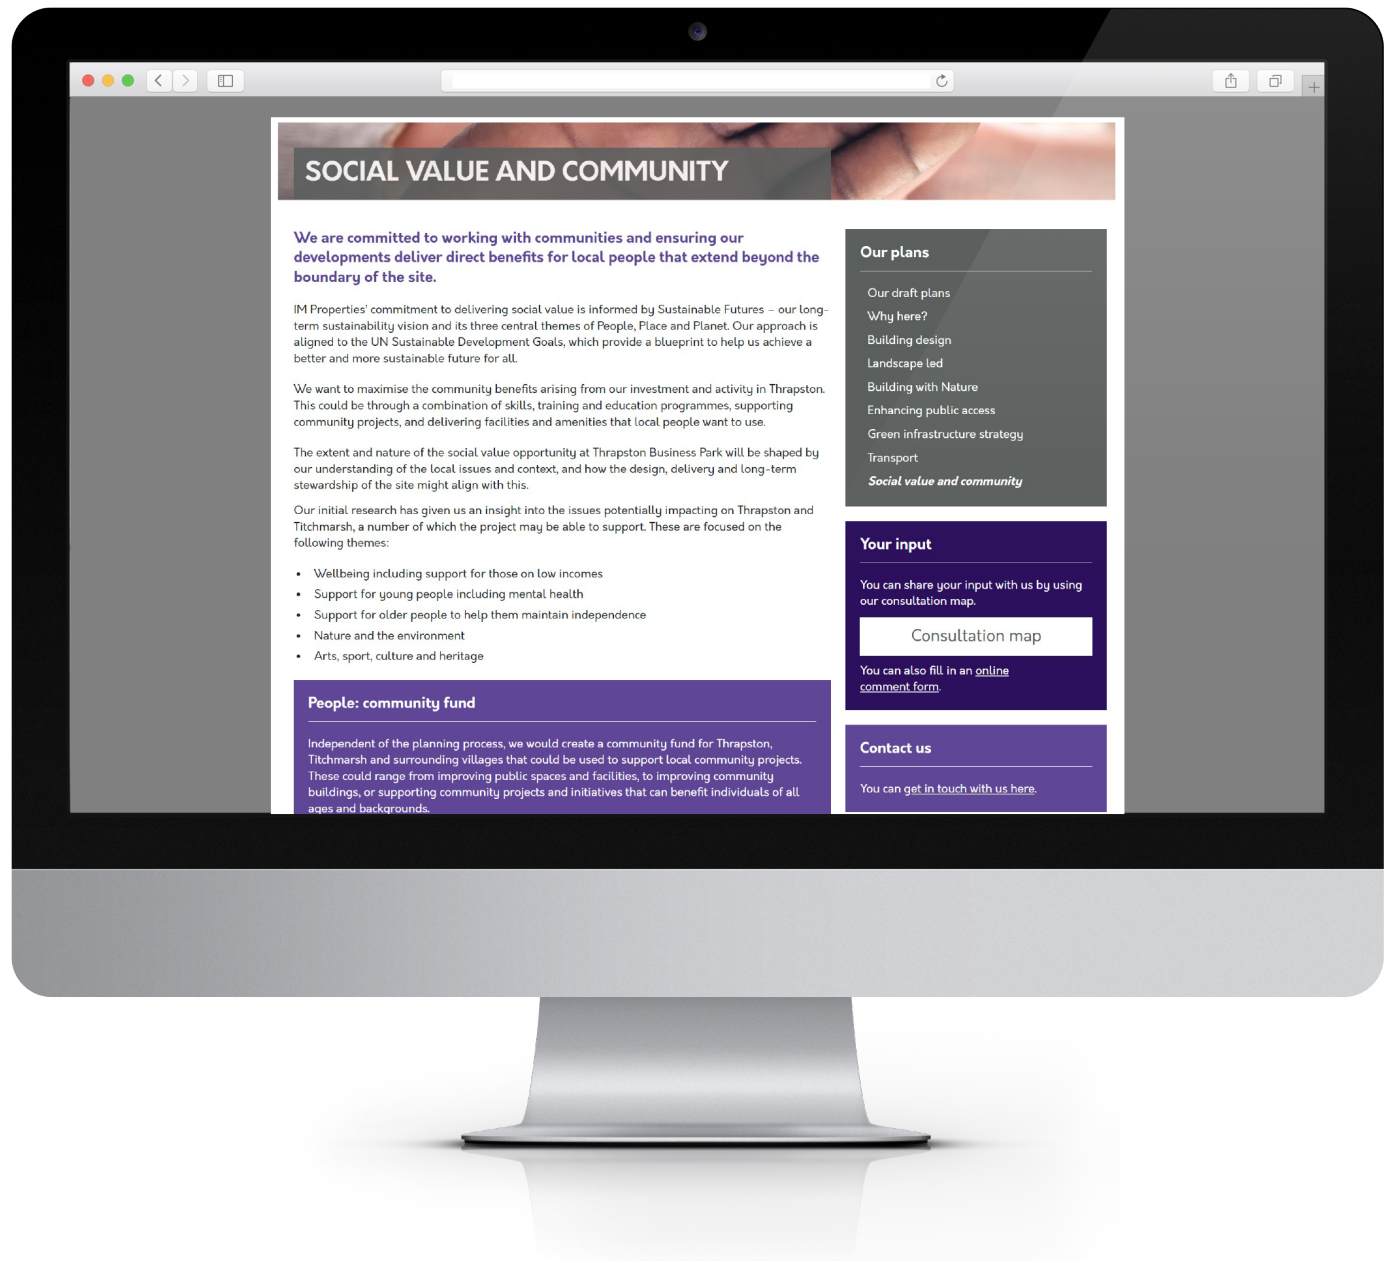 SOCIAL VALUE AND COMMUNITY
We are committed to working with communities and ensuring our
developments deliver direct benefits for local people that extend beyond the
boundary of the site.
IM Properties' commitment to delivering social value is informed by Sustainable Futures – our long-
term sustainability vision and its three central themes of People, Place and Planet. Our approach is
aligned to the UN Sustainable Development Goals, which provide a blueprint to help us achieve a
better and more sustainable future for all.
We want to maximise the community benefits arising from our investment and activity in Thrapston.
This could be through a combination of skills, training and education programmes, supporting
community projects, and delivering facilities and amenities that local people want to use.
The extent and nature of the social value opportunity at Thrapston Business Park will be shaped by
our understanding of the local issues and context, and how the design, delivery and long-term
stewardship of the site might align with this.
Our initial research has given us an insight into the issues potentially impacting on Thrapston and
Titchmarsh, a number of which the project may be able to support. These are focused on the
following themes:
• Wellbeing including support for those on low incomes
• Support for young people including mental health
• Support for older people to help them maintain independence
• Nature and the environment
• Arts, sport, culture and heritage
People: community fund
Independent of the planning process, we would create a community fund for Thrapston,
Titchmarsh and surrounding villages that could be used to support local community projects.
These could range from improving public spaces and facilities, to improving community
buildings, or supporting community projects and initiatives that can benefit individuals of all
ages and backgrounds.
Our plans
Our draft plans
Why here?
Building design
Landscape led
Building with Nature
Enhancing public access
Green infrastructure strategy
Transport
Social value and community
Your input
You can share your input with us by using
our consultation map.
Consultation map
You can also fill in an online
comment form.
Contact us
You can get in touch with us here.